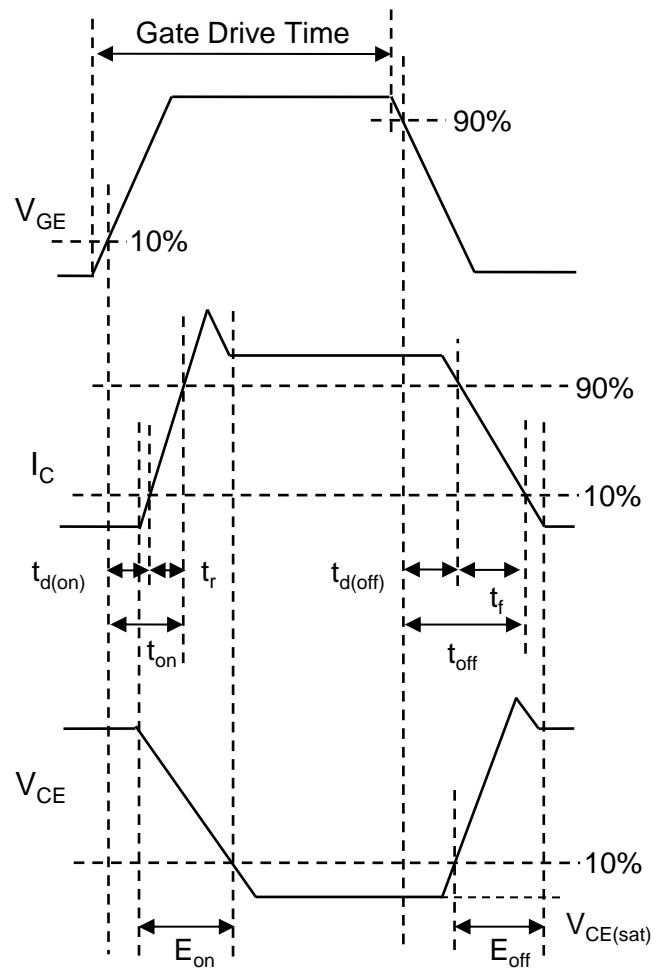 Gate Drive Time
90%
V_GE
10%
90%
I_C
10%
t_d(on)
t_r
t_d(off)
t_f
t_on
t_off
V_CE
10%
V_CE(sat)
E_on
E_off